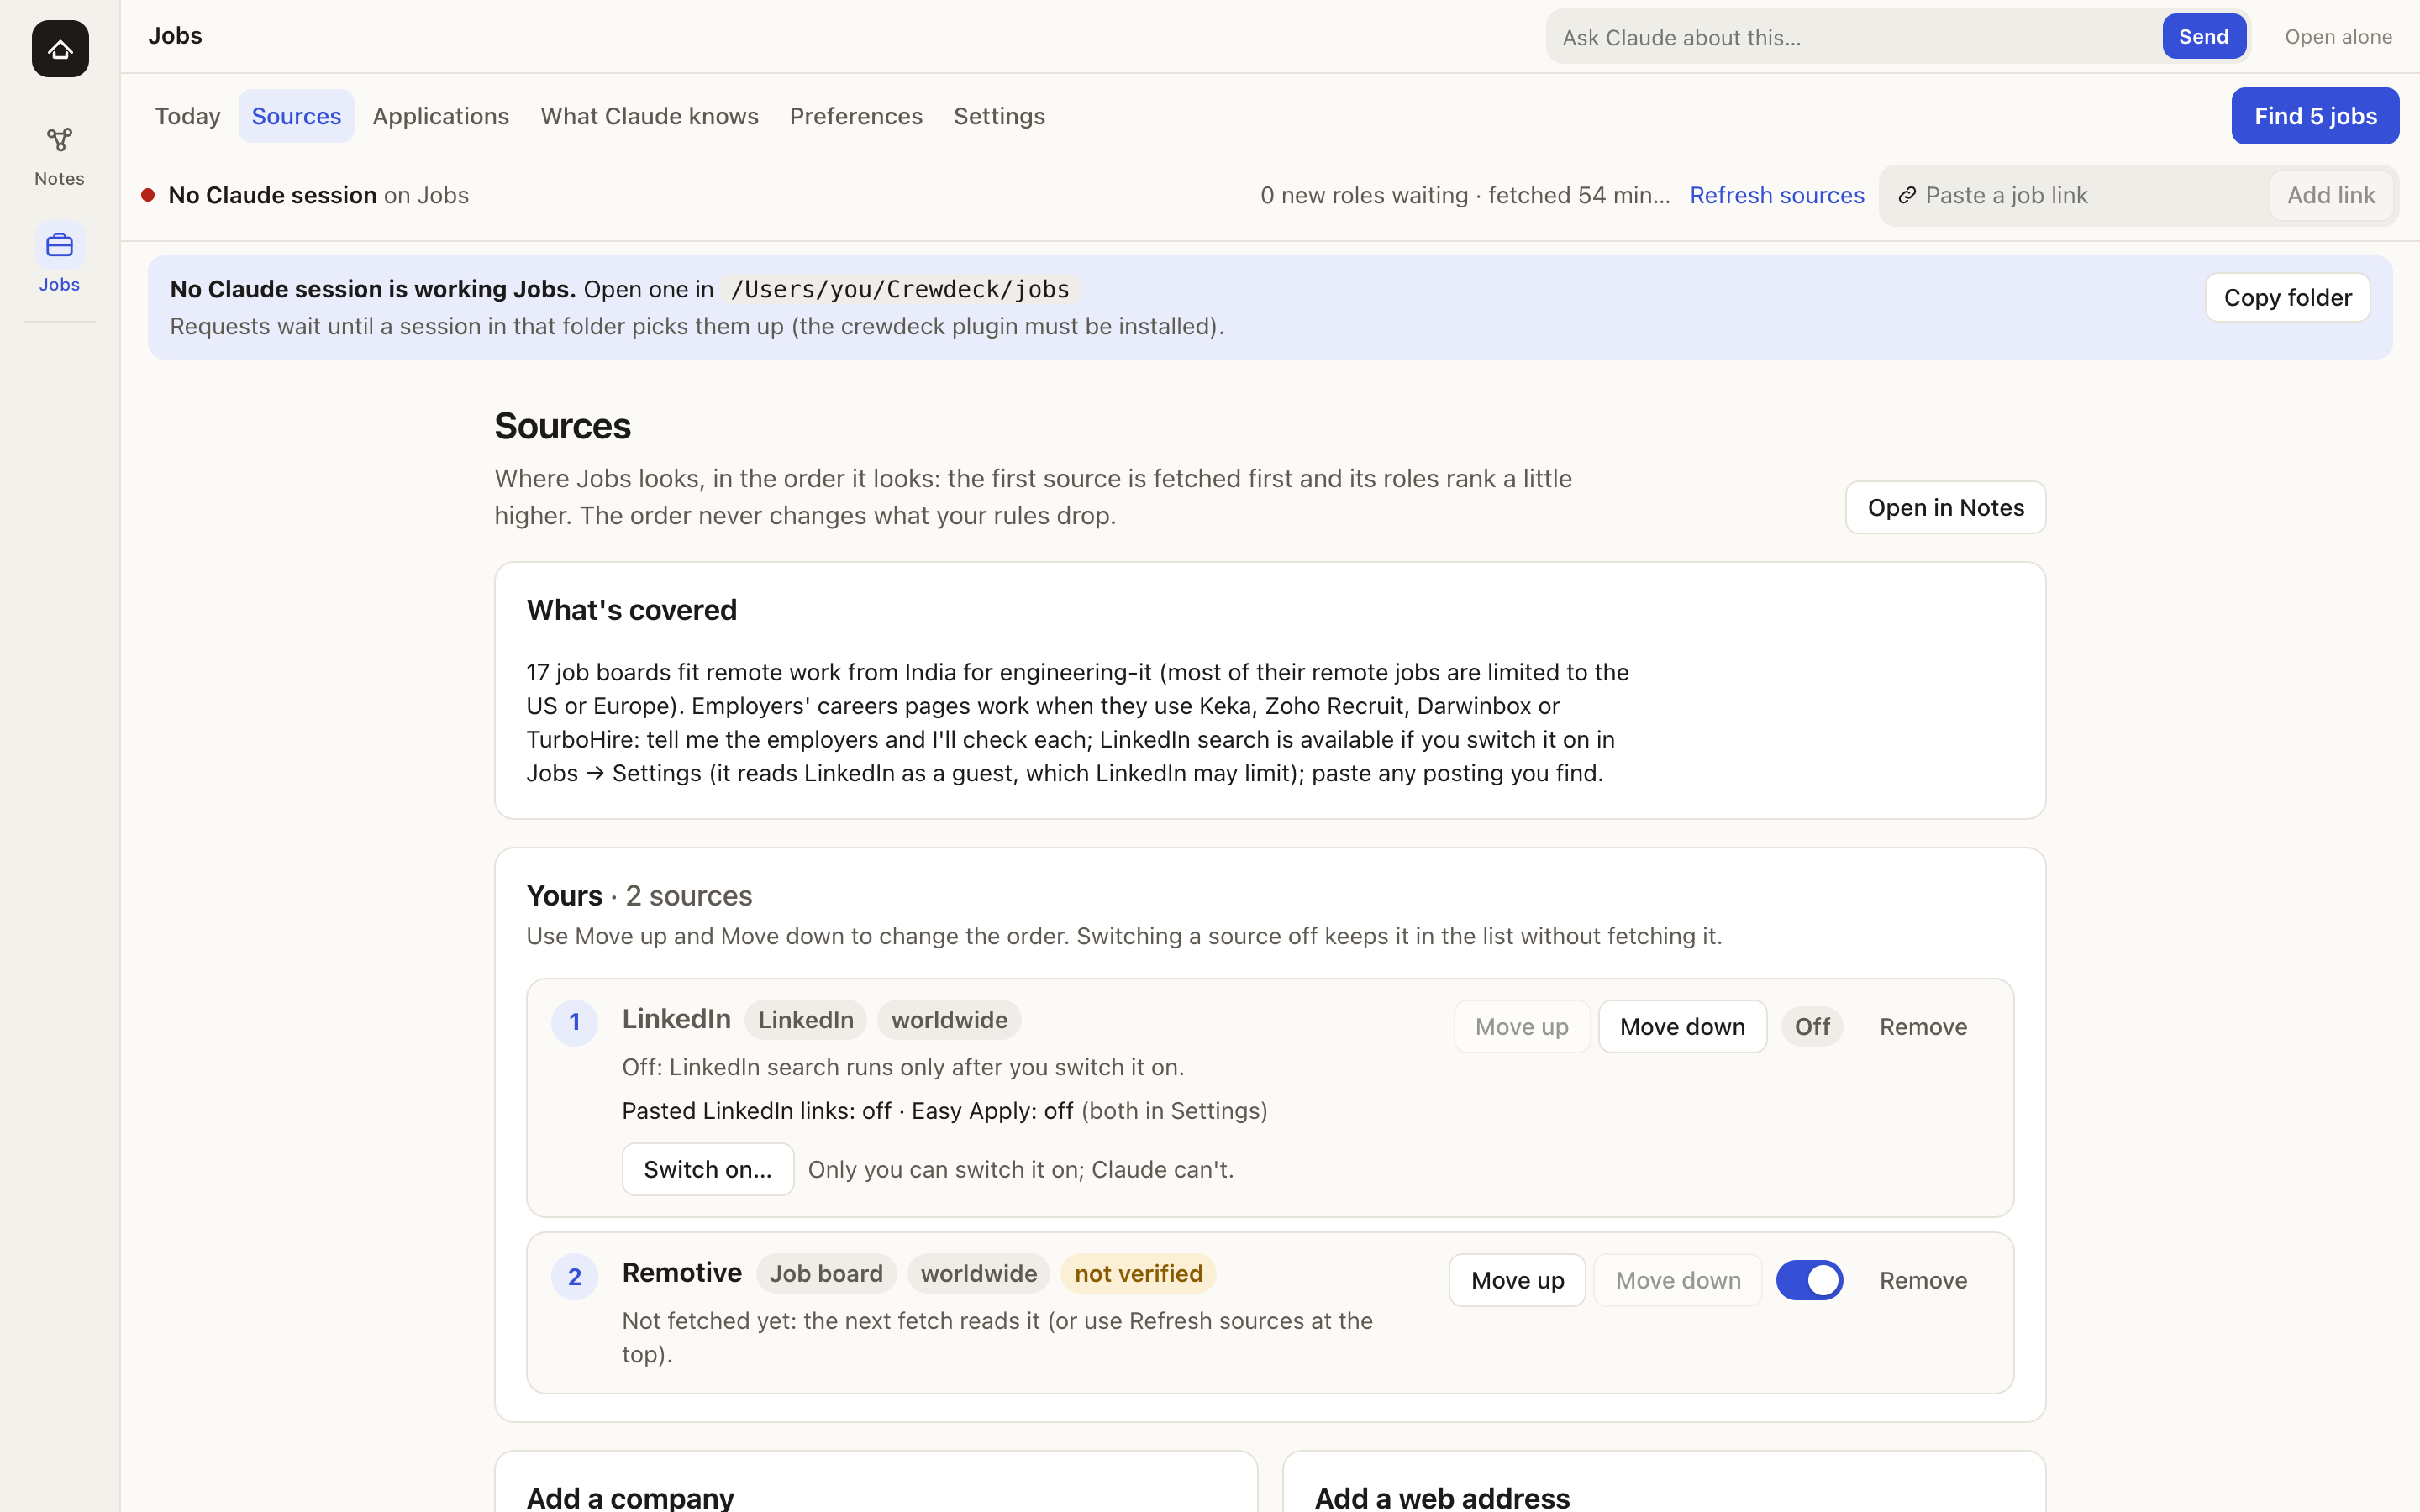 Jobs
Ask Claude about this...
Send
Open alone
Notes
Jobs
Today Sources Applications What Claude knows Preferences Settings
Find 5 jobs
No Claude session on Jobs
0 new roles waiting · fetched 54 min... Refresh sources
Paste a job link
Add link
No Claude session is working Jobs. Open one in /Users/you/Crewdeck/jobs
Requests wait until a session in that folder picks them up (the crewdeck plugin must be installed).
Copy folder
Sources
Where Jobs looks, in the order it looks: the first source is fetched first and its roles rank a little
higher. The order never changes what your rules drop.
Open in Notes
What's covered
17 job boards fit remote work from India for engineering-it (most of their remote jobs are limited to the
US or Europe). Employers' careers pages work when they use Keka, Zoho Recruit, Darwinbox or
TurboHire: tell me the employers and I'll check each; LinkedIn search is available if you switch it on in
Jobs → Settings (it reads LinkedIn as a guest, which LinkedIn may limit); paste any posting you find.
Yours · 2 sources
Use Move up and Move down to change the order. Switching a source off keeps it in the list without fetching it.
1 LinkedIn LinkedIn worldwide
Move up Move down Off Remove
Off: LinkedIn search runs only after you switch it on.
Pasted LinkedIn links: off · Easy Apply: off (both in Settings)
Switch on... Only you can switch it on; Claude can't.
2 Remotive Job board worldwide not verified
Move up Move down Remove
Not fetched yet: the next fetch reads it (or use Refresh sources at the
top).
Add a company
Add a web address